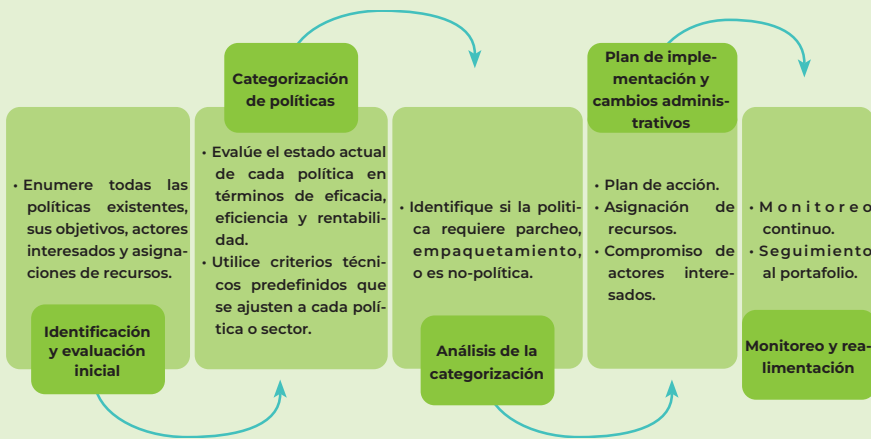 • Enumere todas las
políticas existentes,
sus objetivos, actores
interesados y asigna-
ciones de recursos.
Identificación
y evaluación
inicial
Categorización
de políticas
• Evalúe el estado actual
de cada política en
términos de eficacia,
eficiencia y rentabili-
dad.
• Utilice criterios técni-
cos predefinidos que
se ajusten a cada polí-
tica o sector.
• Identifique si la politi-
ca requiere parcheo,
empaquetamiento,
o es no-política.
Análisis de la
categorización
Plan de imple-
mentación y
cambios adminis-
trativos
• Plan de acción.
• Asignación de
recursos.
• Compromiso de
actores intere-
sados.
• Monitoreo
continuo.
• Seguimiento
al portafolio.
Monitoreo y rea-
limentación